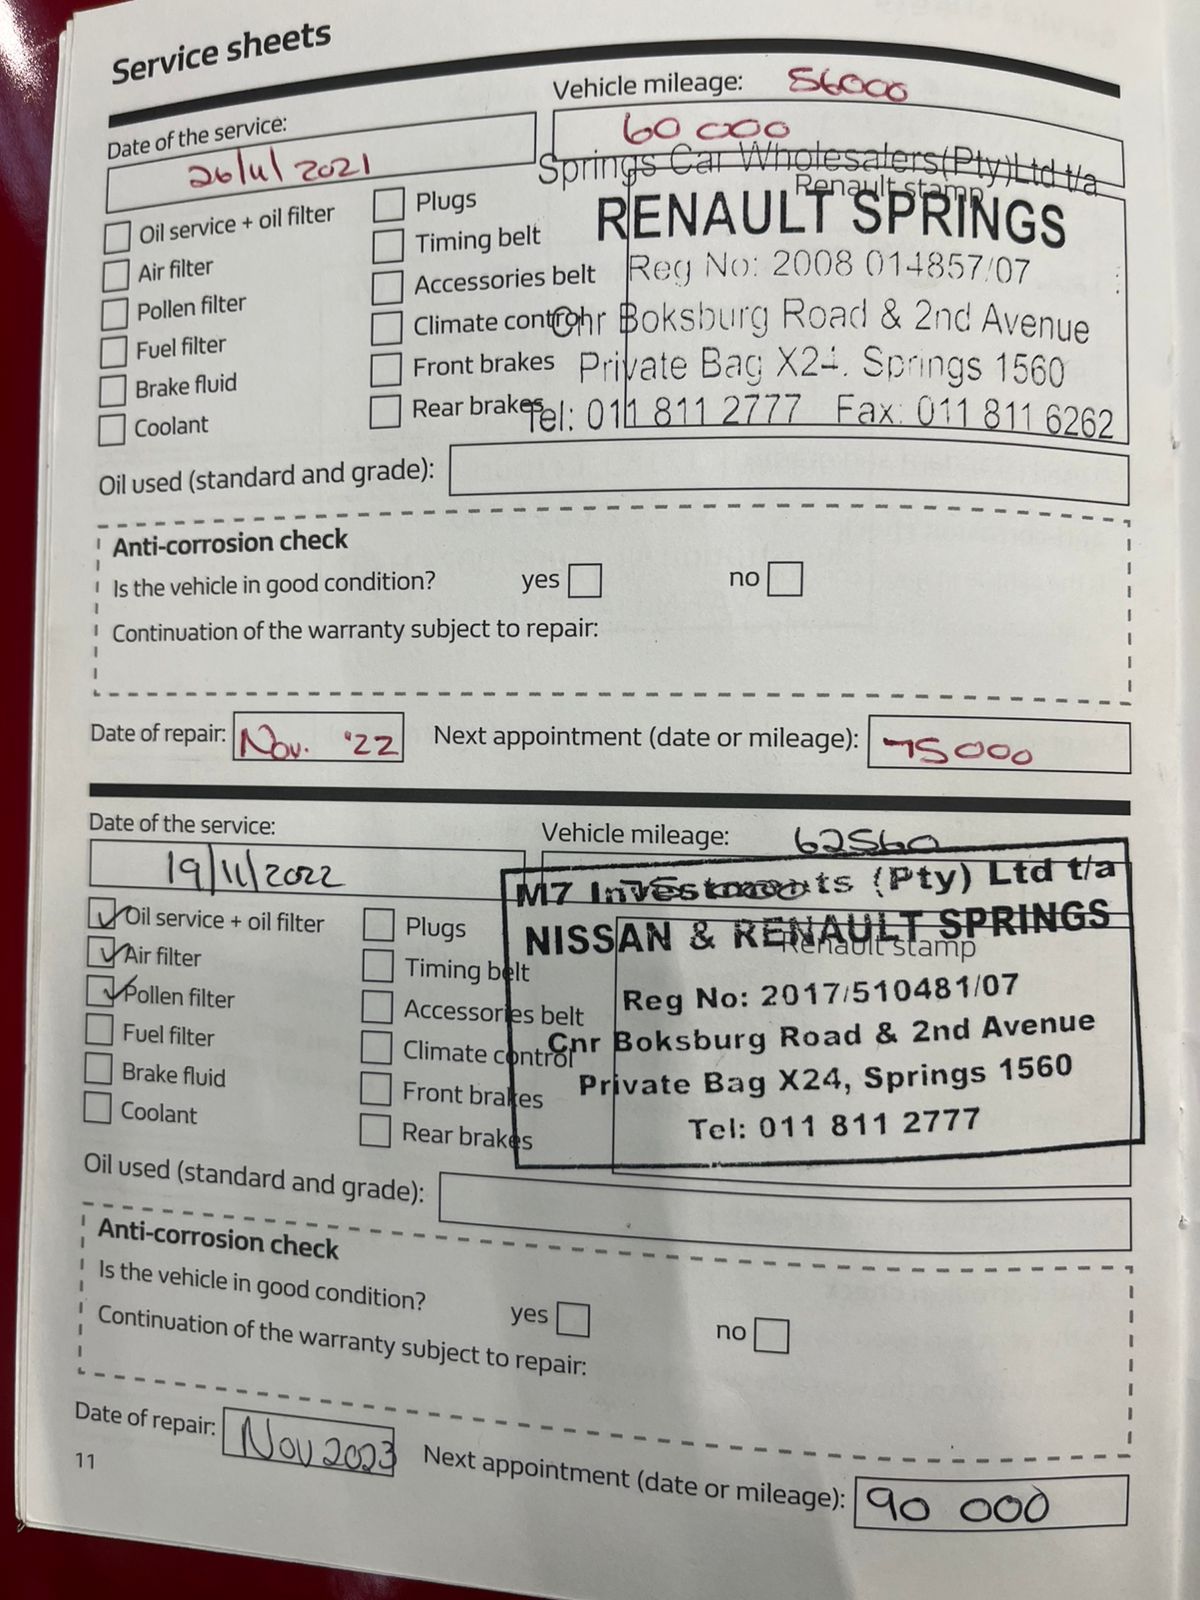 Service sheets
Date of the service:
26/11/2021
Vehicle mileage: 56000
60 000
Springs Car Wholesalers(Pty)Ltd t/a
Renault stamp
RENAULT SPRINGS
Reg No: 2008 014857/07
Cnr Boksburg Road & 2nd Avenue
Private Bag X24. Springs 1560
Tel: 011 811 2777 Fax: 011 811 6262
Oil service + oil filter
Air filter
Pollen filter
Fuel filter
Brake fluid
Coolant
Plugs
Timing belt
Accessories belt
Climate control
Front brakes
Rear brakes
Oil used (standard and grade):
Anti-corrosion check
Is the vehicle in good condition? yes no
Continuation of the warranty subject to repair:
Date of repair: Nov. '22 Next appointment (date or mileage): 75000
Date of the service:
19/11/2022
Vehicle mileage: 62560
M7 Investments (Pty) Ltd t/a
NISSAN & RENAULT SPRINGS
Renault stamp
Reg No: 2017/510481/07
Cnr Boksburg Road & 2nd Avenue
Private Bag X24, Springs 1560
Tel: 011 811 2777
Oil service + oil filter
Air filter
Pollen filter
Fuel filter
Brake fluid
Coolant
Plugs
Timing belt
Accessories belt
Climate control
Front brakes
Rear brakes
Oil used (standard and grade):
Anti-corrosion check
Is the vehicle in good condition? yes no
Continuation of the warranty subject to repair:
Date of repair: Nov 2023 Next appointment (date or mileage): 90 000
11